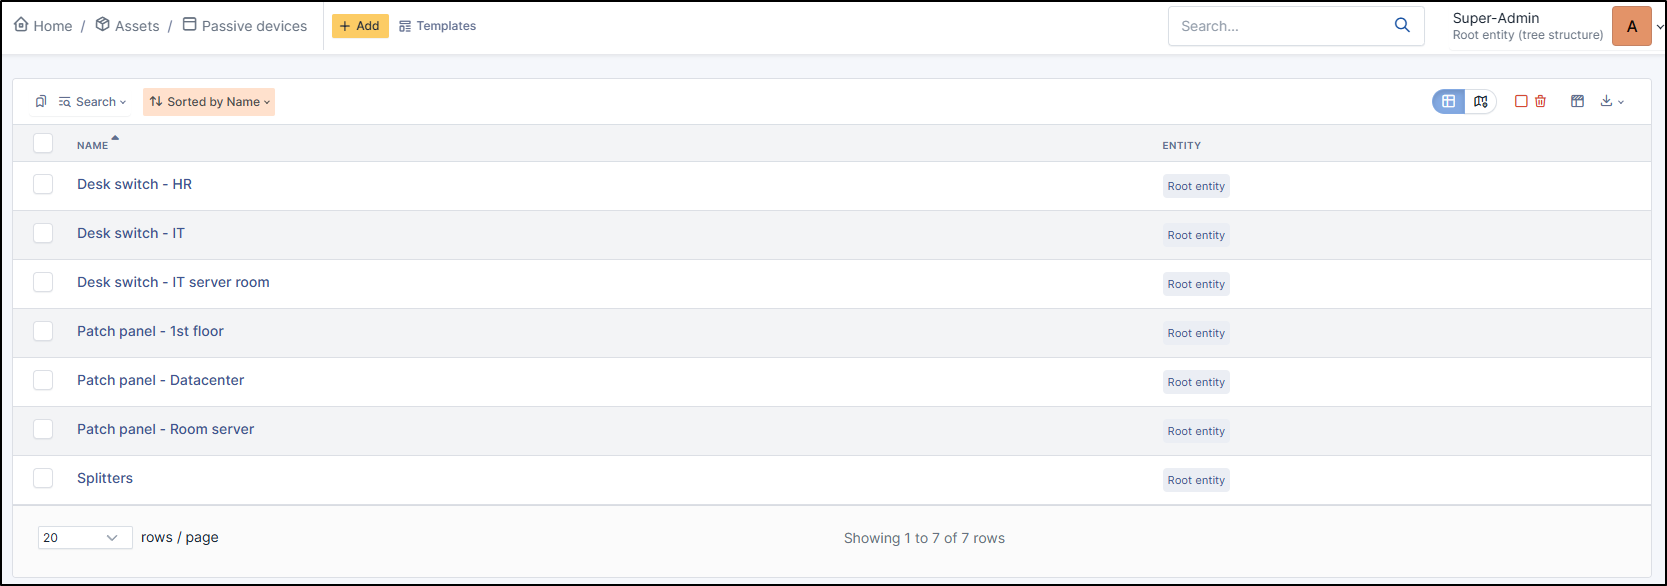 Home / Assets / Passive devices + Add Templates Search... Super-Admin A
Root entity (tree structure)
Search Sorted by Name
NAME ENTITY
Desk switch - HR Root entity
Desk switch - IT Root entity
Desk switch - IT server room Root entity
Patch panel - 1st floor Root entity
Patch panel - Datacenter Root entity
Patch panel - Room server Root entity
Splitters Root entity
20 rows / page Showing 1 to 7 of 7 rows